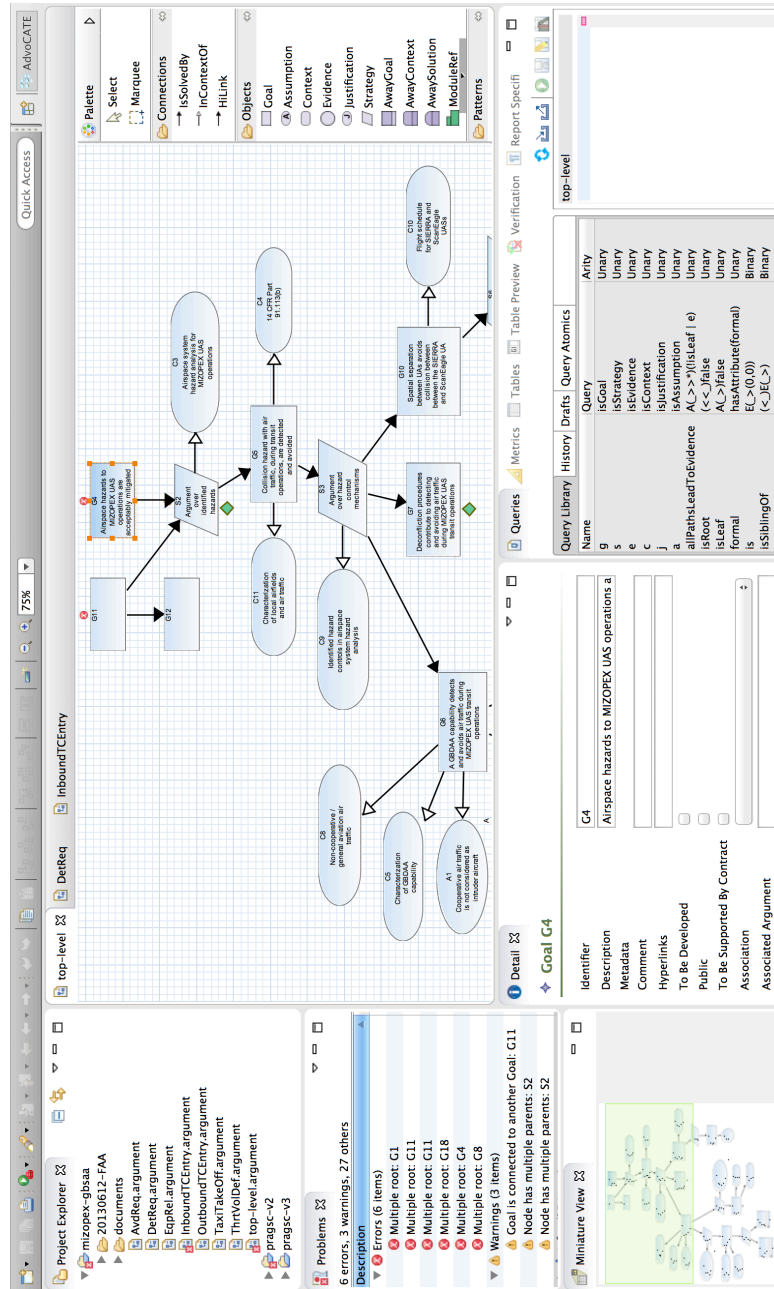 Quick Access
AdvoCATE
75%
Project Explorer
mizopex-gbsaa
20130612-FAA
documents
AvdReq.argument
DetReq.argument
EqpRel.argument
InboundTCEntry.argument
OutboundTCEntry.argument
TaxiTakeOff.argument
ThrtVolDef.argument
top-level.argument
pragsc-v2
pragsc-v3
Problems
6 errors, 3 warnings, 27 others
Description
Errors (6 items)
Multiple root: G1
Multiple root: G11
Multiple root: G11
Multiple root: G18
Multiple root: G4
Multiple root: G8
Warnings (3 items)
Goal is connected to another Goal: G11
Node has multiple parents: S2
Node has multiple parents: S2
Miniature View
top-level
DetReq
InboundTCEntry
G11
G12
G4
Airspace hazards to
MIZOPEX UAS
operations are
acceptably mitigated
S2
Argument
over
identified
hazards
C3
Airspace system
hazard analysis for
MIZOPEX UAS
operations
C11
Characterization
of local airfields
and air traffic
G5
Collision hazard with air
traffic, during transit
operations, are detected
and avoided
C4
14 CFR Part
91.113(b)
C9
Identified hazard
controls in airspace
system hazard
analysis
S3
Argument
over hazard
control
mechanisms
C8
Non-cooperative /
general aviation air
traffic
C5
Characterization
of GBDAA
capability
A1
Cooperative air traffic
is not considered as
intruder aircraft
A
G6
A GBDAA capability detects
and avoids air traffic during
MIZOPEX UAS transit
operations
G7
Deconfliction procedures
contribute to detecting
and avoiding air traffic
during MIZOPEX UAS
transit operations
G10
Spatial separation
between UAs avoids
collision between
between the SIERRA
and ScanEagle UA
C10
Flight schedule
for SIERRA and
ScanEagle
UASs
Palette
Select
Marquee
Connections
IsSolvedBy
InContextOf
HiLink
Objects
Goal
Assumption
Context
Evidence
Justification
Strategy
AwayGoal
AwayContext
AwaySolution
ModuleRef
Patterns
Detail
Goal G4
Identifier G4
Description Airspace hazards to MIZOPEX UAS operations a
Metadata
Comment
Hyperlinks
To Be Developed
Public
To Be Supported By Contract
Association
Associated Argument
Queries Metrics Tables Table Preview Verification Report Specifi
Query Library History Drafts Query Atomics
Name Query Arity
g isGoal Unary
s isStrategy Unary
e isEvidence Unary
c isContext Unary
j isJustification Unary
a isAssumption Unary
allPathsLeadToEvidence A(_>>*)(!isLeaf | e) Unary
isRoot (<<_)false Unary
isLeaf A(_>)false Unary
formal hasAttribute(formal) Unary
is E(_>{0,0}) Binary
isSiblingOf (<_)E(_>) Binary
top-level